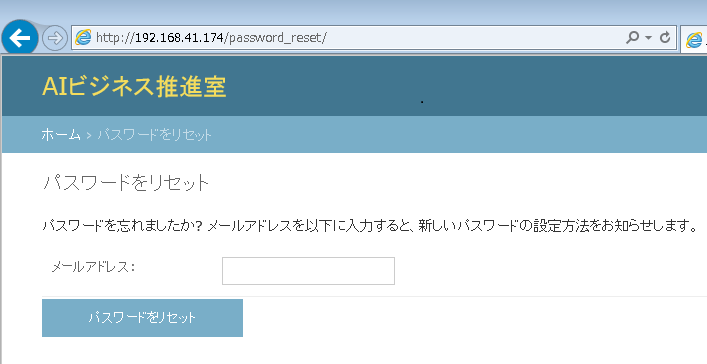 http://192.168.41.174/password_reset/
AIビジネス推進室
ホーム > パスワードをリセット
パスワードをリセット
パスワードを忘れましたか? メールアドレスを以下に入力すると、新しいパスワードの設定方法をお知らせします。
メールアドレス:
パスワードをリセット